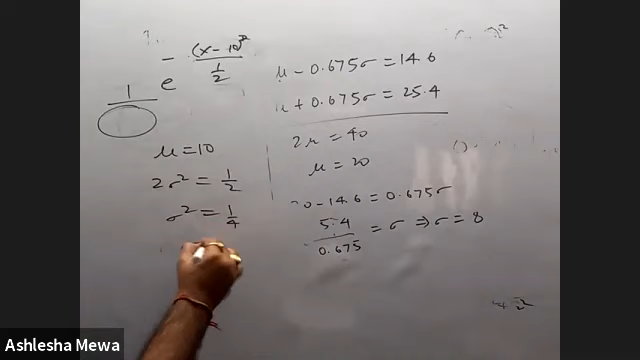 1 e^-(x-10)²/(1/2)
μ = 10
2σ² = 1/2
σ² = 1/4
μ - 0.675σ = 14.6
μ + 0.675σ = 25.4
2μ = 40
μ = 20
0 - 14.6 = 0.675σ
5.4/0.675 = σ ⇒ σ = 8
Ashlesha Mewa